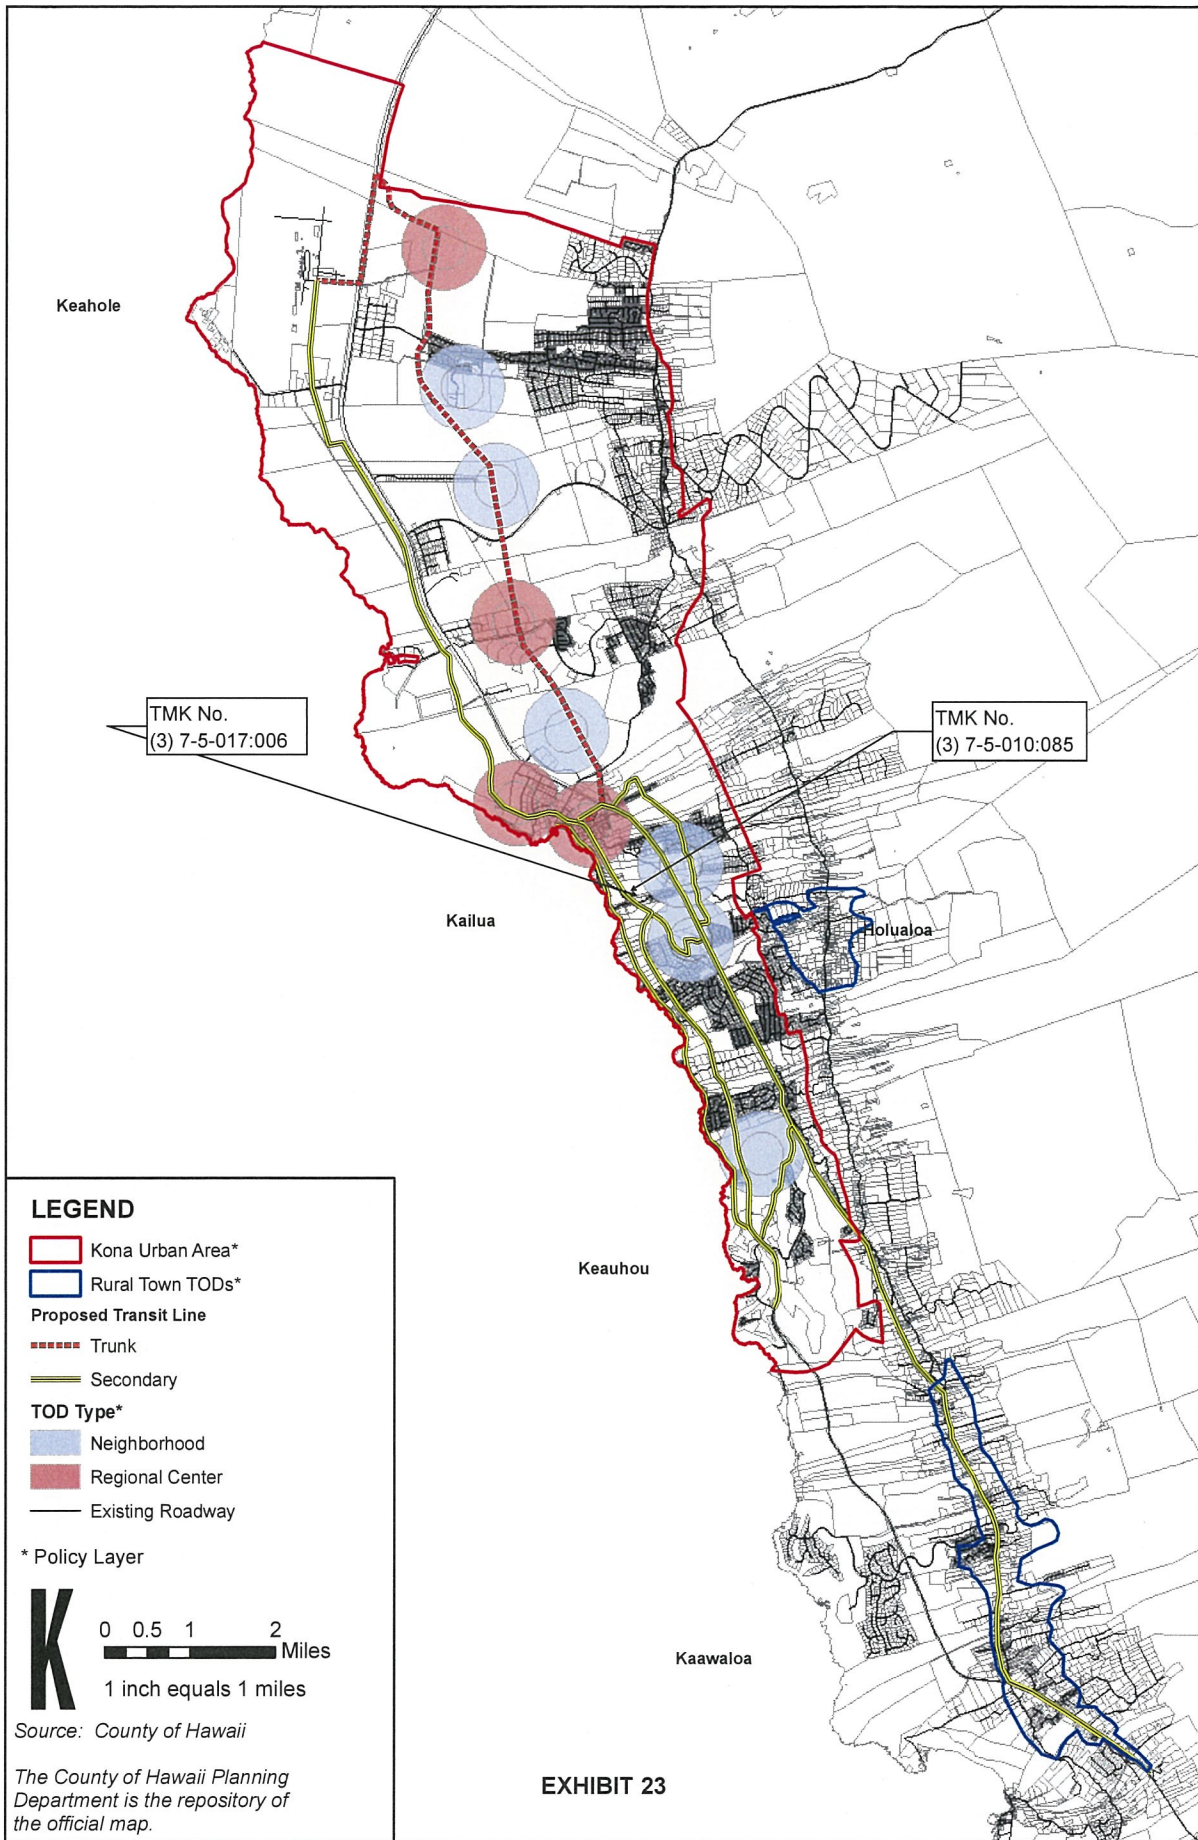 Keahole
TMK No.
(3) 7-5-017:006
TMK No.
(3) 7-5-010:085
Kailua
Holualoa
Keauhou
Kaawaloa
LEGEND
Kona Urban Area*
Rural Town TODs*
Proposed Transit Line
Trunk
Secondary
TOD Type*
Neighborhood
Regional Center
Existing Roadway
* Policy Layer
K
0 0.5 1 2
Miles
1 inch equals 1 miles
Source: County of Hawaii
The County of Hawaii Planning
Department is the repository of
the official map.
EXHIBIT 23